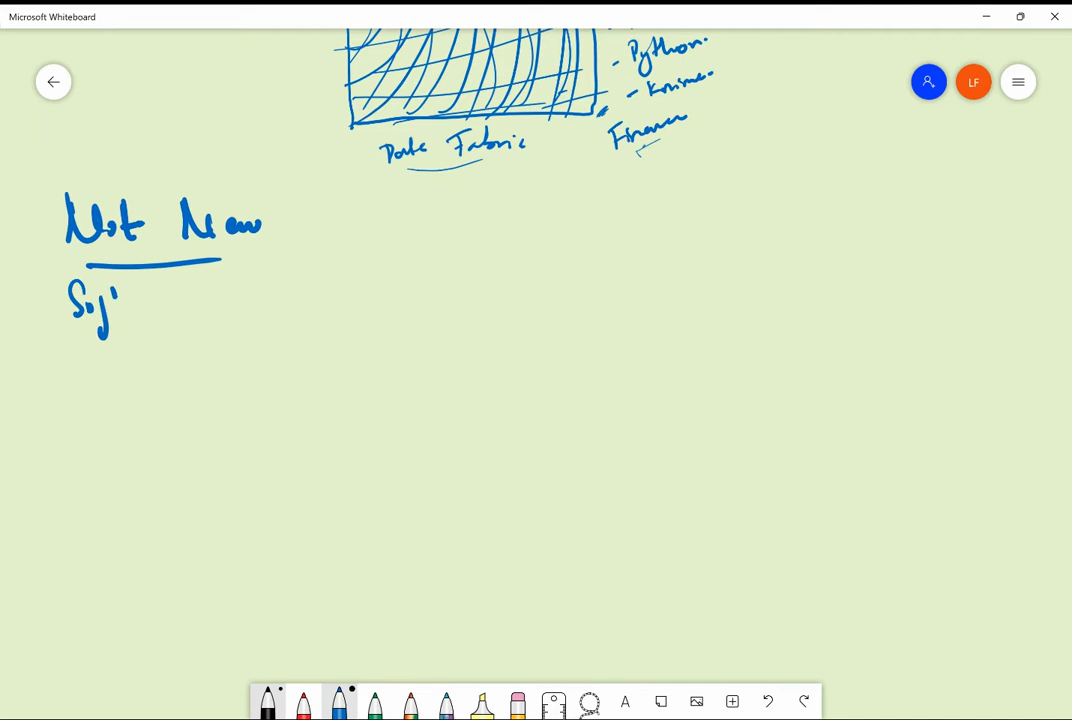 Microsoft Whiteboard
- Python.
- Knime.
Finance
Data Fabric
LF
Not New
A